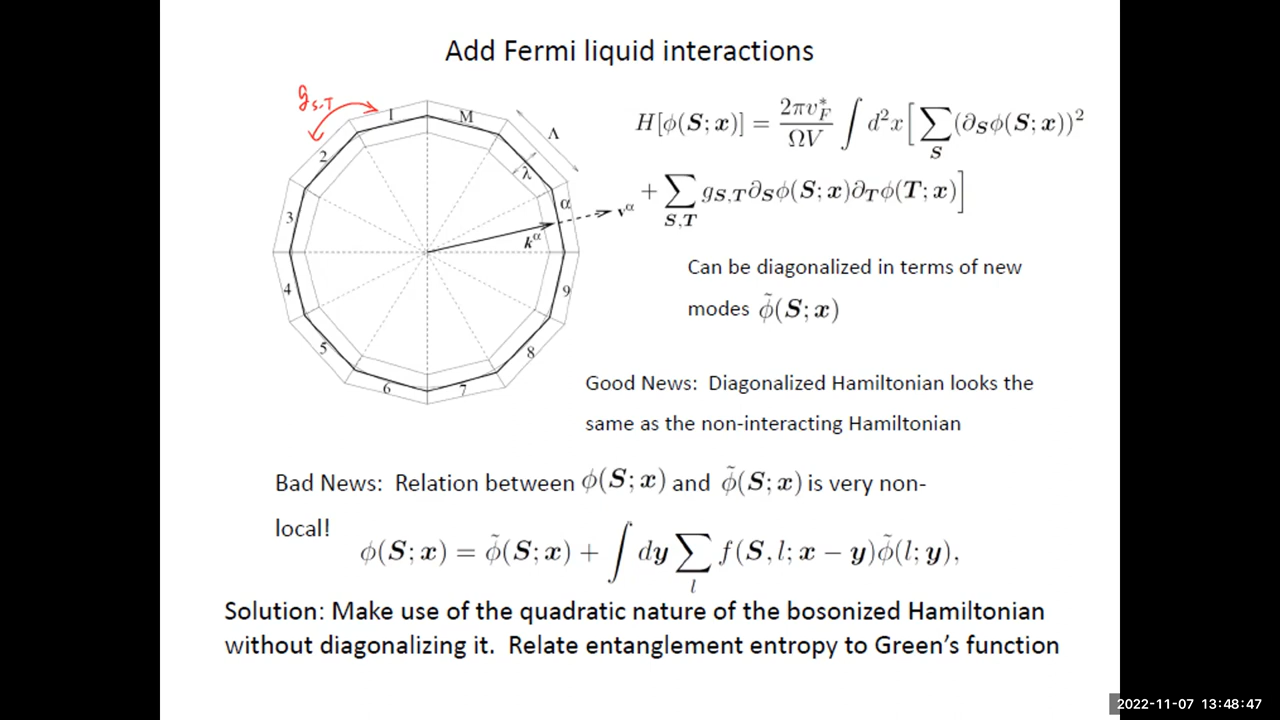 Add Fermi liquid interactions
g_{S,T}
1
M
Λ
2
λ
3
α
v^α
k^α
4
9
5
8
6
7
H[ϕ(S; x)] = \frac{2πv_F^*}{ΩV} ∫ d²x [ ∑_S (∂_S ϕ(S; x))²
+ ∑_{S,T} g_{S,T} ∂_S ϕ(S; x) ∂_T ϕ(T; x) ]
Can be diagonalized in terms of new
modes ϕ̃(S; x)
Good News: Diagonalized Hamiltonian looks the
same as the non-interacting Hamiltonian
Bad News: Relation between ϕ(S; x) and ϕ̃(S; x) is very non-
local!
ϕ(S; x) = ϕ̃(S; x) + ∫ dy ∑_l f(S, l; x − y) ϕ̃(l; y),
Solution: Make use of the quadratic nature of the bosonized Hamiltonian
without diagonalizing it. Relate entanglement entropy to Green's function
2022-11-07 13:48:47